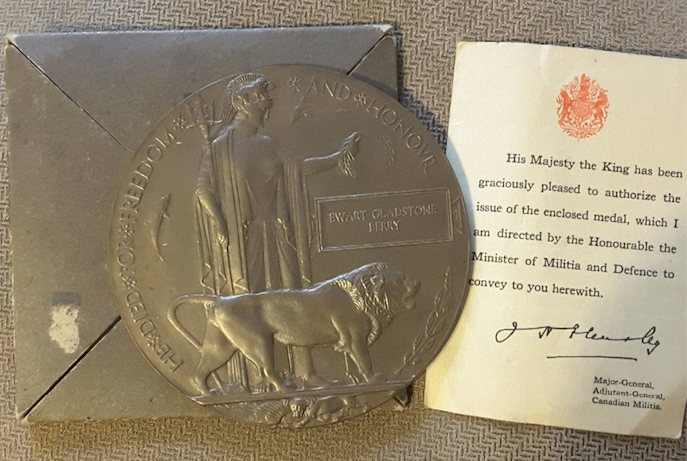 HE DIED FOR FREEDOM AND HONOUR
EWART GLADSTONE
BERRY
His Majesty the King has been
graciously pleased to authorize the
issue of the enclosed medal, which I
am directed by the Honourable the
Minister of Militia and Defence to
convey to you herewith.
Major-General,
Adjutant-General,
Canadian Militia.